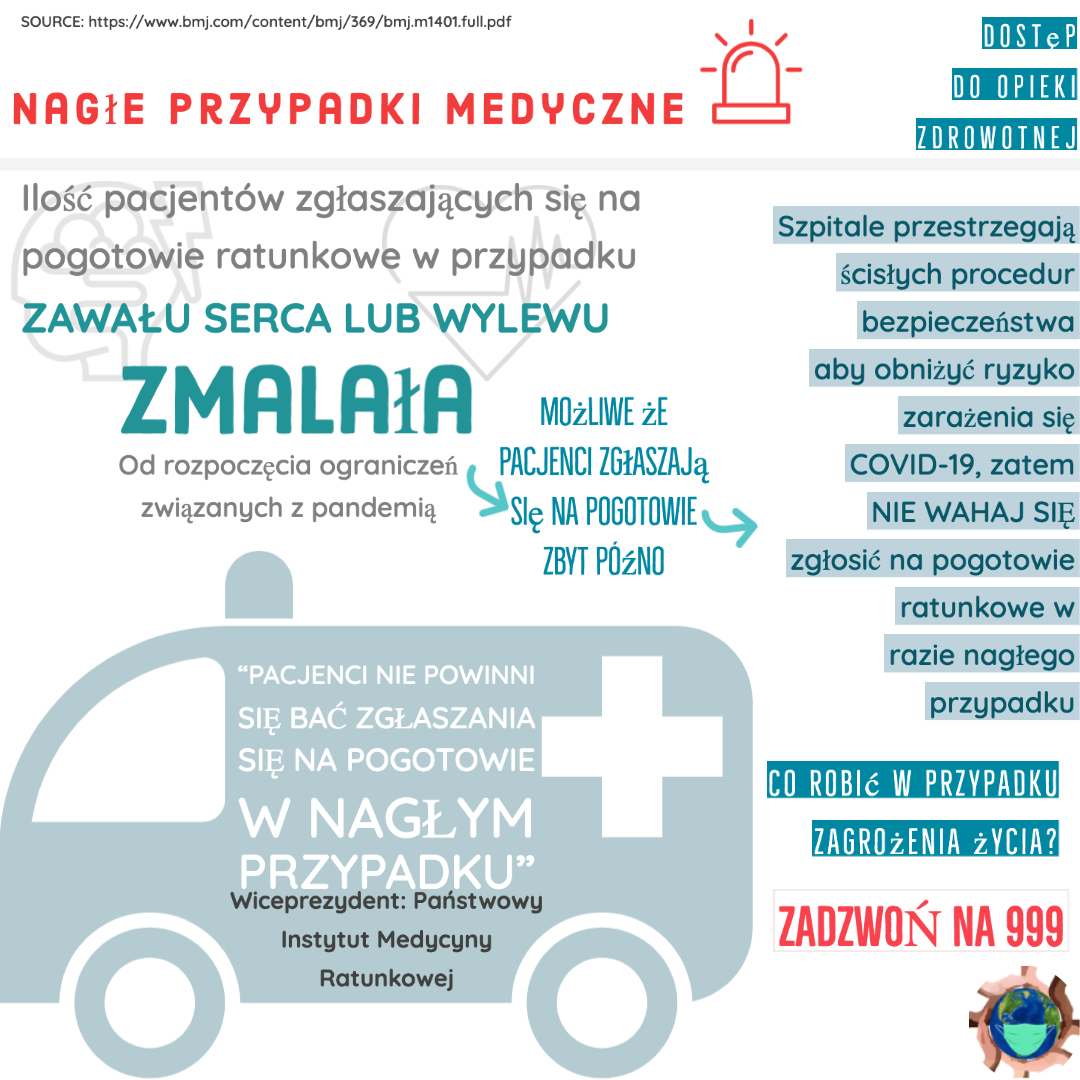 SOURCE: https://www.bmj.com/content/bmj/369/bmj.m1401.full.pdf
NAGłE PRZYPADKI MEDYCZNE
DOSTęP
DO OPIEKI
ZDROWOTNEJ
Ilość pacjentów zgłaszających się na
pogotowie ratunkowe w przypadku
ZAWAŁU SERCA LUB WYLEWU
ZMALAłA
Od rozpoczęcia ograniczeń
związanych z pandemią
MOżLIWE żE
PACJENCI ZGłASZAJą
SIę NA POGOTOWIE
ZBYT PÓźNO
Szpitale przestrzegają
ścisłych procedur
bezpieczeństwa
aby obniżyć ryzyko
zarażenia się
COVID-19, zatem
NIE WAHAJ SIĘ
zgłosić na pogotowie
ratunkowe w
razie nagłego
przypadku
“PACJENCI NIE POWINNI
SIĘ BAĆ ZGŁASZANIA
SIĘ NA POGOTOWIE
W NAGŁYM
PRZYPADKU”
Wiceprezydent: Państwowy
Instytut Medycyny
Ratunkowej
CO ROBIć W PRZYPADKU
ZAGROżENIA żYCIA?
ZADZWOŃ NA 999